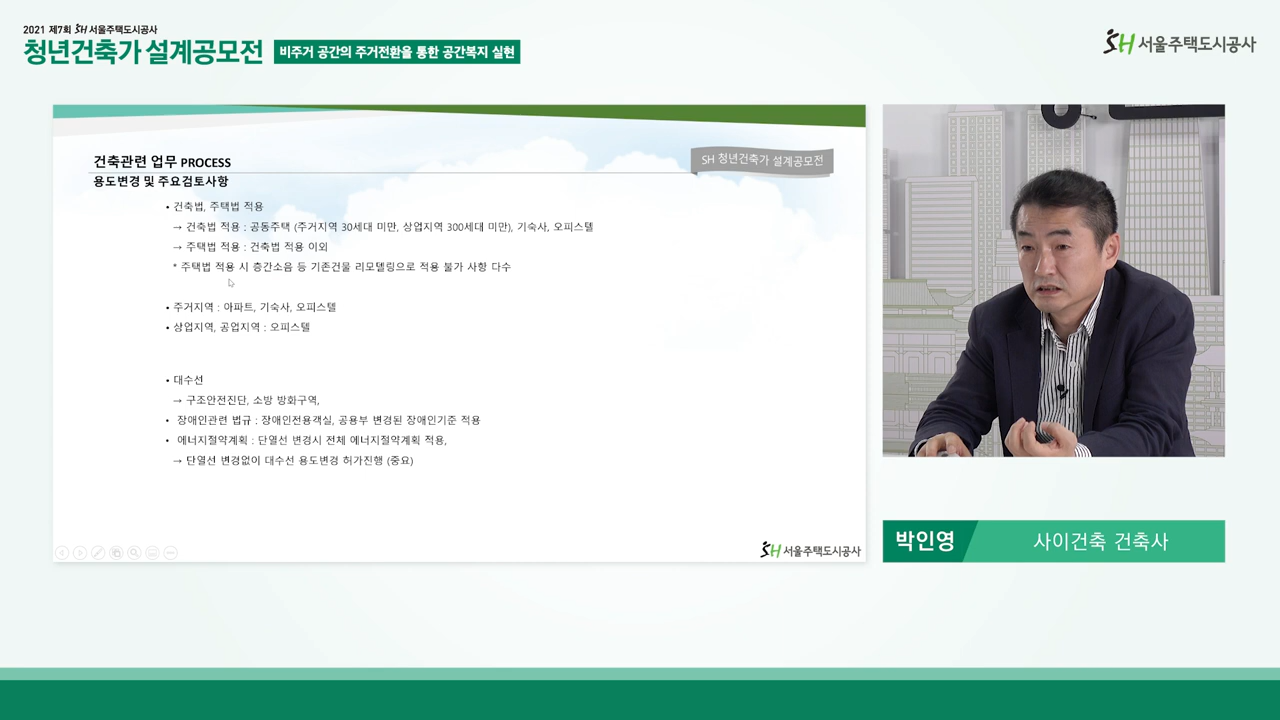 2021 제7회 SH 서울주택도시공사
청년건축가 설계공모전 비주거 공간의 주거전환을 통한 공간복지 실현
SH 서울주택도시공사
건축관련 업무 PROCESS
SH 청년건축가 설계공모전
용도변경 및 주요검토사항
• 건축법, 주택법 적용
→ 건축법 적용 : 공동주택 (주거지역 30세대 미만, 상업지역 300세대 미만), 기숙사, 오피스텔
→ 주택법 적용 : 건축법 적용 이외
* 주택법 적용 시 층간소음 등 기존건물 리모델링으로 적용 불가 사항 다수
• 주거지역 : 아파트, 기숙사, 오피스텔
• 상업지역, 공업지역 : 오피스텔
• 대수선
→ 구조안전진단, 소방 방화구역,
• 장애인관련 법규 : 장애인전용객실, 공용부 변경된 장애인기준 적용
• 에너지절약계획 : 단열선 변경시 전체 에너지절약계획 적용,
→ 단열선 변경없이 대수선 용도변경 허가진행 (중요)
SH 서울주택도시공사
박인영 사이건축 건축사